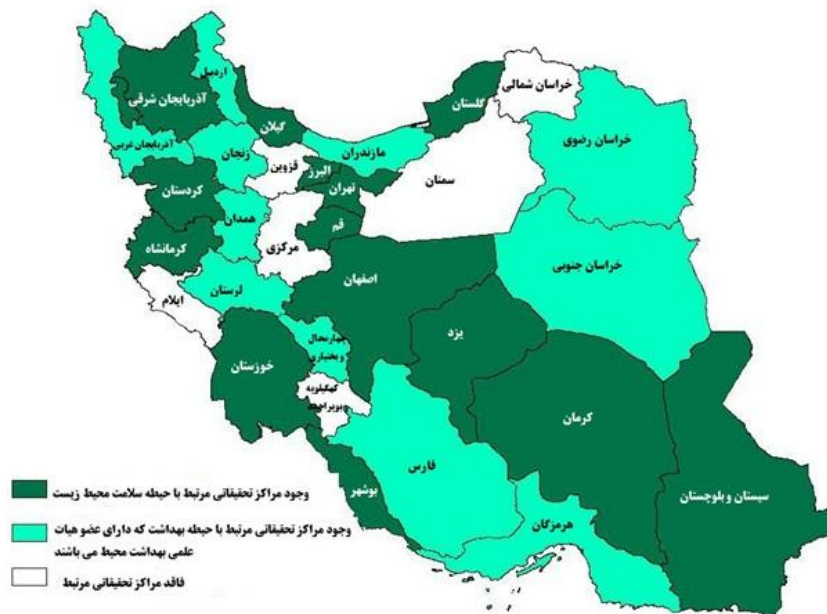 اردبیل
آذربایجان شرقی
آذربایجان غربی
گیلان
زنجان
کردستان
قزوین
مازندران
گلستان
خراسان شمالی
خراسان رضوی
البرز
تهران
سمنان
همدان
کرمانشاه
مرکزی
قم
ایلام
لرستان
اصفهان
خراسان جنوبی
چهارمحال
و بختیاری
خوزستان
کهگیلویه
بویراحمد
یزد
کرمان
فارس
بوشهر
هرمزگان
سیستان و بلوچستان
وجود مراکز تحقیقاتی مرتبط با حیطه سلامت محیط زیست
وجود مراکز تحقیقاتی مرتبط با حیطه بهداشت که دارای عضو هیات
علمی بهداشت محیط می باشند
فاقد مراکز تحقیقاتی مرتبط